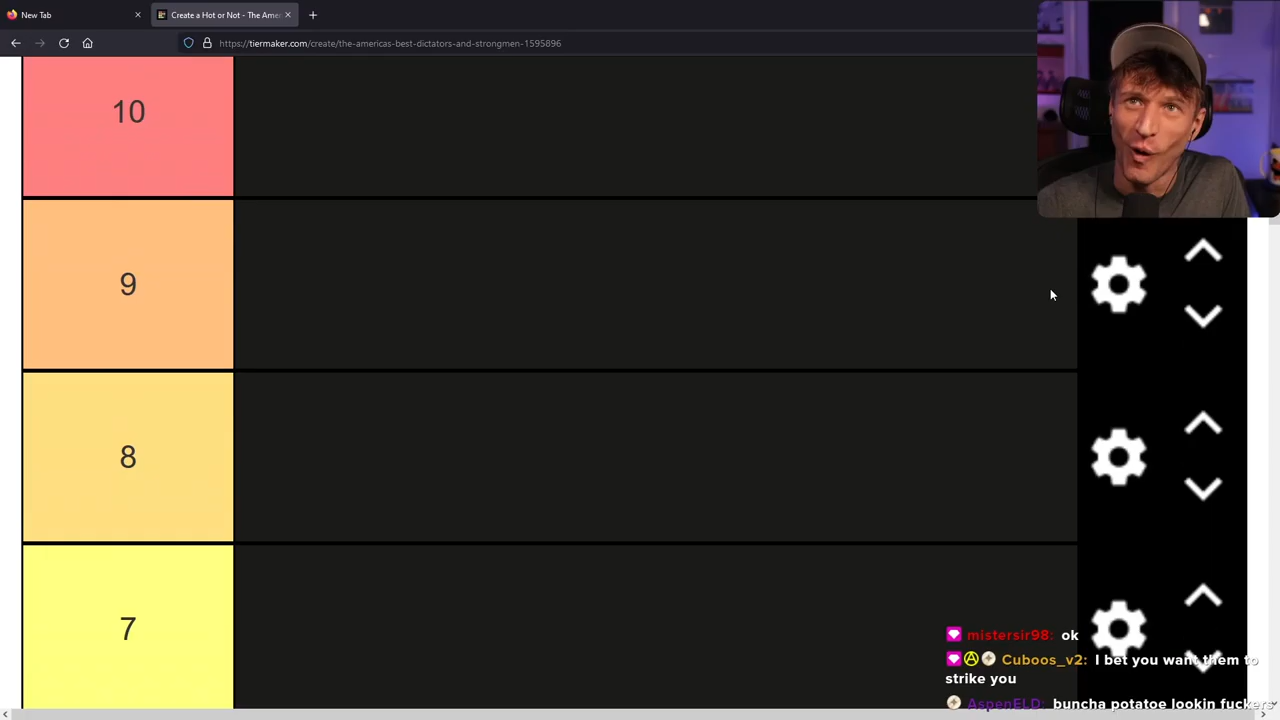 New Tab
Create a Hot or Not - The Ame
https://tiermaker.com/create/the-americas-best-dictators-and-strongmen-1595896
10
9
8
7
mistersir98: ok
Cuboos_v2: I bet you want them to
strike you
AspenELD: buncha potatoe lookin fuckers